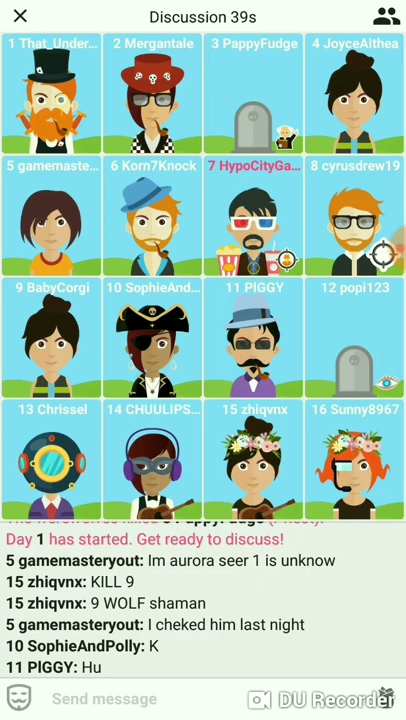 Discussion 39s
1 That_Under...
2 Mergantale
3 PappyFudge
4 JoyceAlthea
5 gamemaste...
6 Korn7Knock
7 HypoCityGa...
8 cyrusdrew19
9 BabyCorgi
10 SophieAnd...
11 PIGGY
12 popi123
13 Chrissel
14 CHUULIPS...
15 zhiqvnx
16 Sunny8967
Day 1 has started. Get ready to discuss!
5 gamemasteryout: Im aurora seer 1 is unknow
15 zhiqvnx: KILL 9
15 zhiqvnx: 9 WOLF shaman
5 gamemasteryout: I cheked him last night
10 SophieAndPolly: K
11 PIGGY: Hu
Send message
DU Recorder